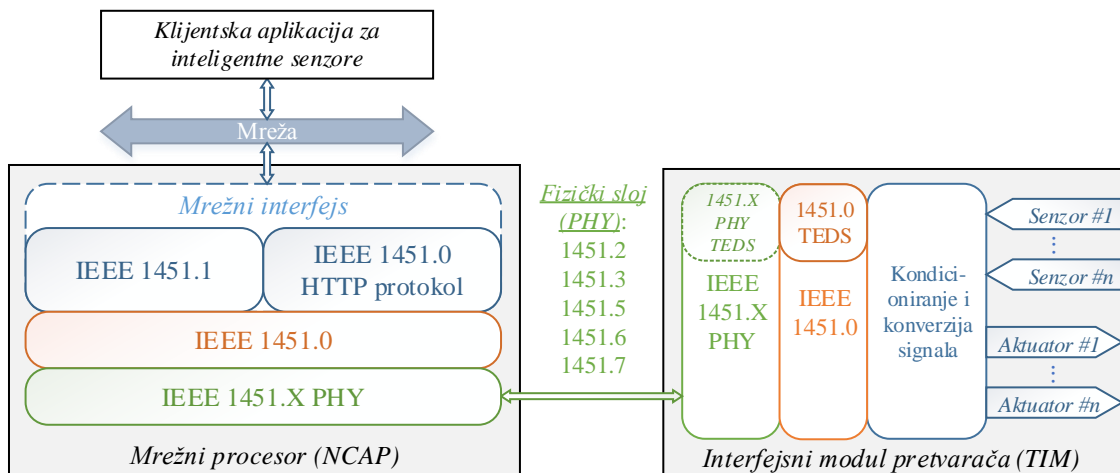 Klijentska aplikacija za
inteligentne senzore
Mreža
Mrežni interfejs
IEEE 1451.1
IEEE 1451.0
HTTP protokol
IEEE 1451.0
IEEE 1451.X PHY
Mrežni procesor (NCAP)
Fizički sloj
(PHY):
1451.2
1451.3
1451.5
1451.6
1451.7
1451.X
PHY
TEDS
IEEE
1451.X
PHY
1451.0
TEDS
IEEE
1451.0
Kondici-
oniranje i
konverzija
signala
Senzor #1
⋮
Senzor #n
Aktuator #1
⋮
Aktuator #n
Interfejsni modul pretvarača (TIM)